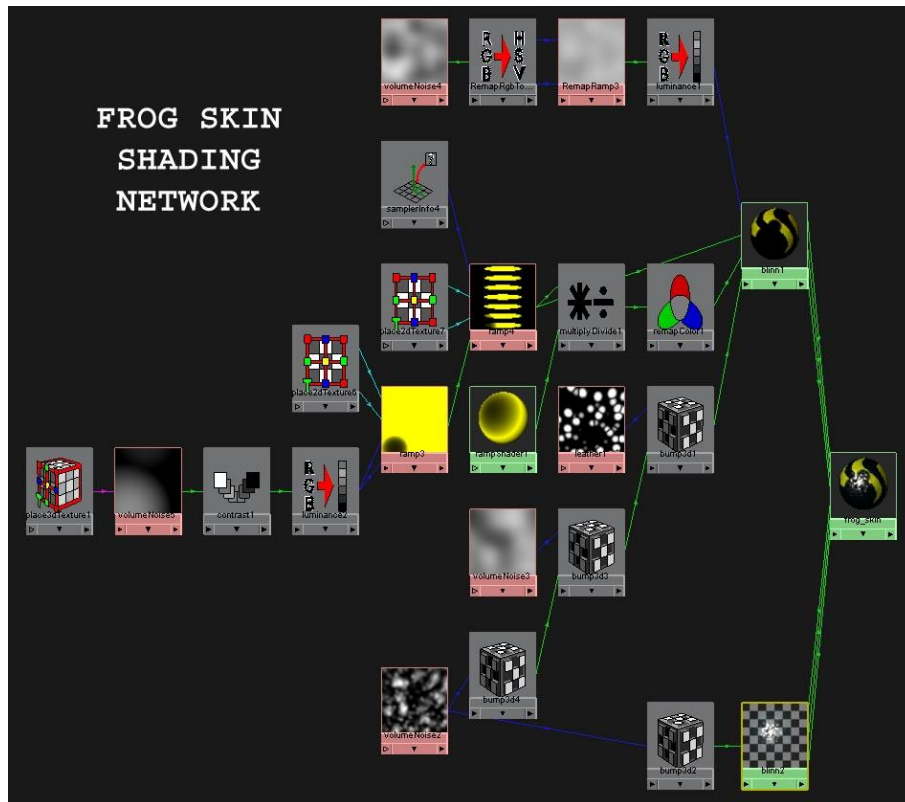 FROG SKIN
SHADING
NETWORK
R G B
H S V
R G B
volumeNoise4
RemapRgbTo...
RemapRamp3
luminance1
samplerInfo4
blinn1
place2dTexture7
ramp4
multiplyDivide1
remapColor1
place2dTexture6
ramp3
rampShader1
leather1
bump3d1
R G B
place3dTexture1
volumeNoise5
contrast1
luminance2
frog_skin
volumeNoise3
bump3d3
bump3d4
volumeNoise2
bump3d2
blinn2